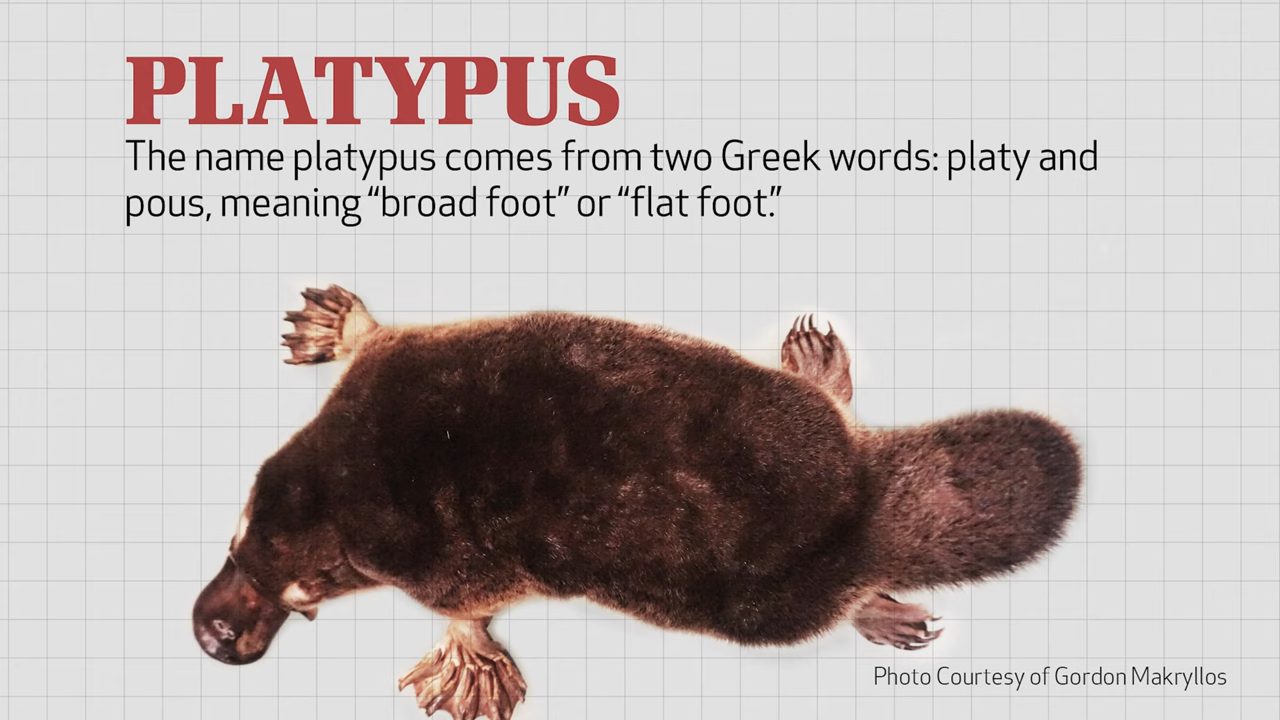 PLATYPUS
The name platypus comes from two Greek words: platy and
pous, meaning “broad foot” or “flat foot.”
Photo Courtesy of Gordon Makryllos